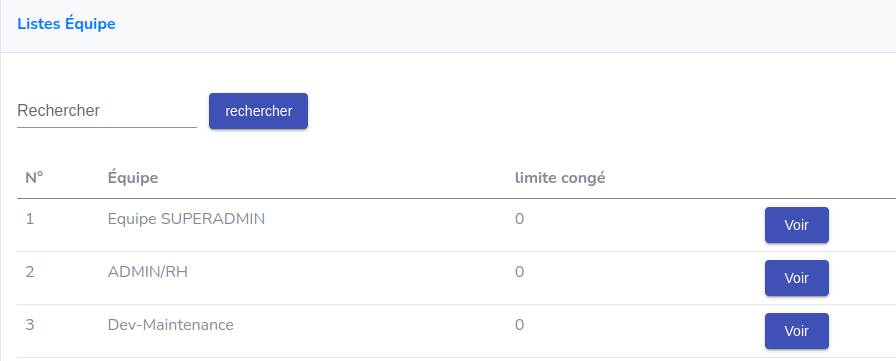 Listes Équipe
Rechercher rechercher
N° Équipe limite congé
1 Equipe SUPERADMIN 0 Voir
2 ADMIN/RH 0 Voir
3 Dev-Maintenance 0 Voir